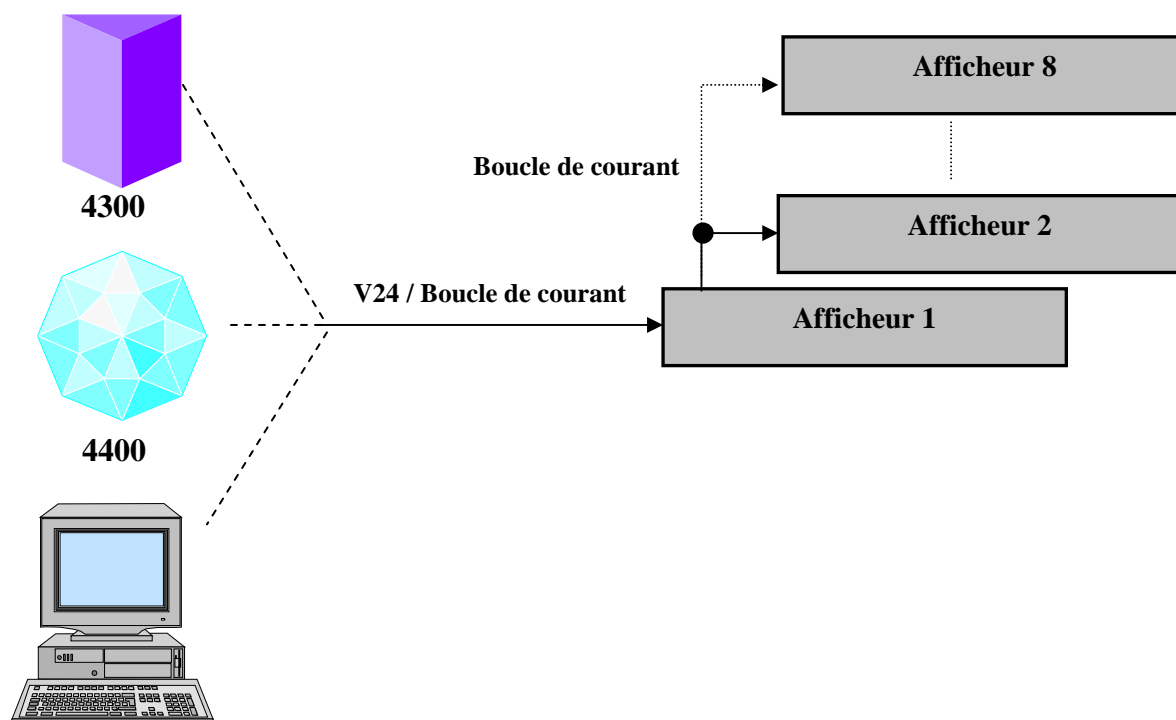 4300
4400
V24 / Boucle de courant
Boucle de courant
Afficheur 8
Afficheur 2
Afficheur 1